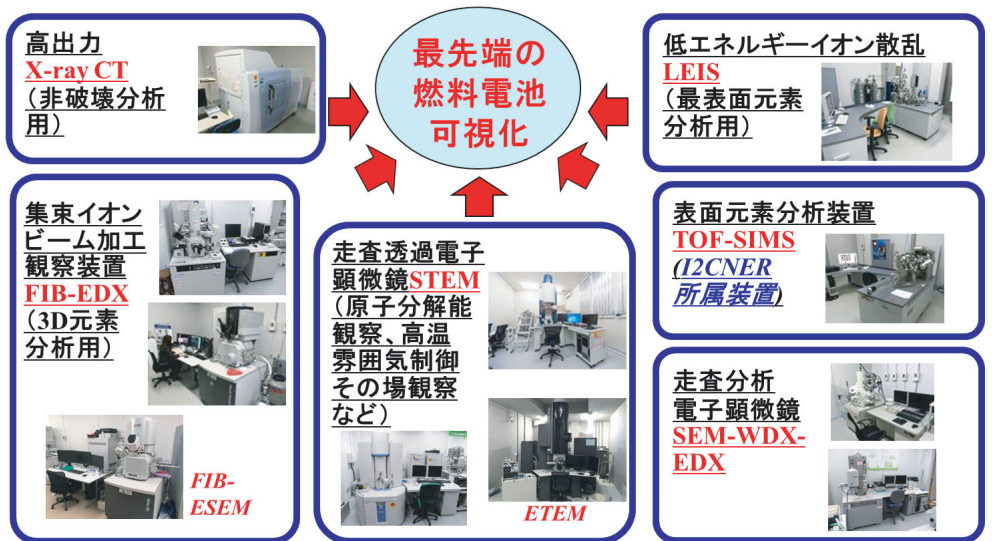 高出力
X-ray CT
(非破壊分析
用)
最先端の
燃料電池
可視化
低エネルギーイオン散乱
LEIS
(最表面元素
分析用)
集束イオン
ビーム加工
観察装置
FIB-EDX
(3D元素
分析用)
FIB-
ESEM
走査透過電子
顕微鏡STEM
(原子分解能
観察、高温
雰囲気制御
その場観察
など)
ETEM
表面元素分析装置
TOF-SIMS
(I2CNER
所属装置)
走査分析
電子顕微鏡
SEM-WDX-
EDX